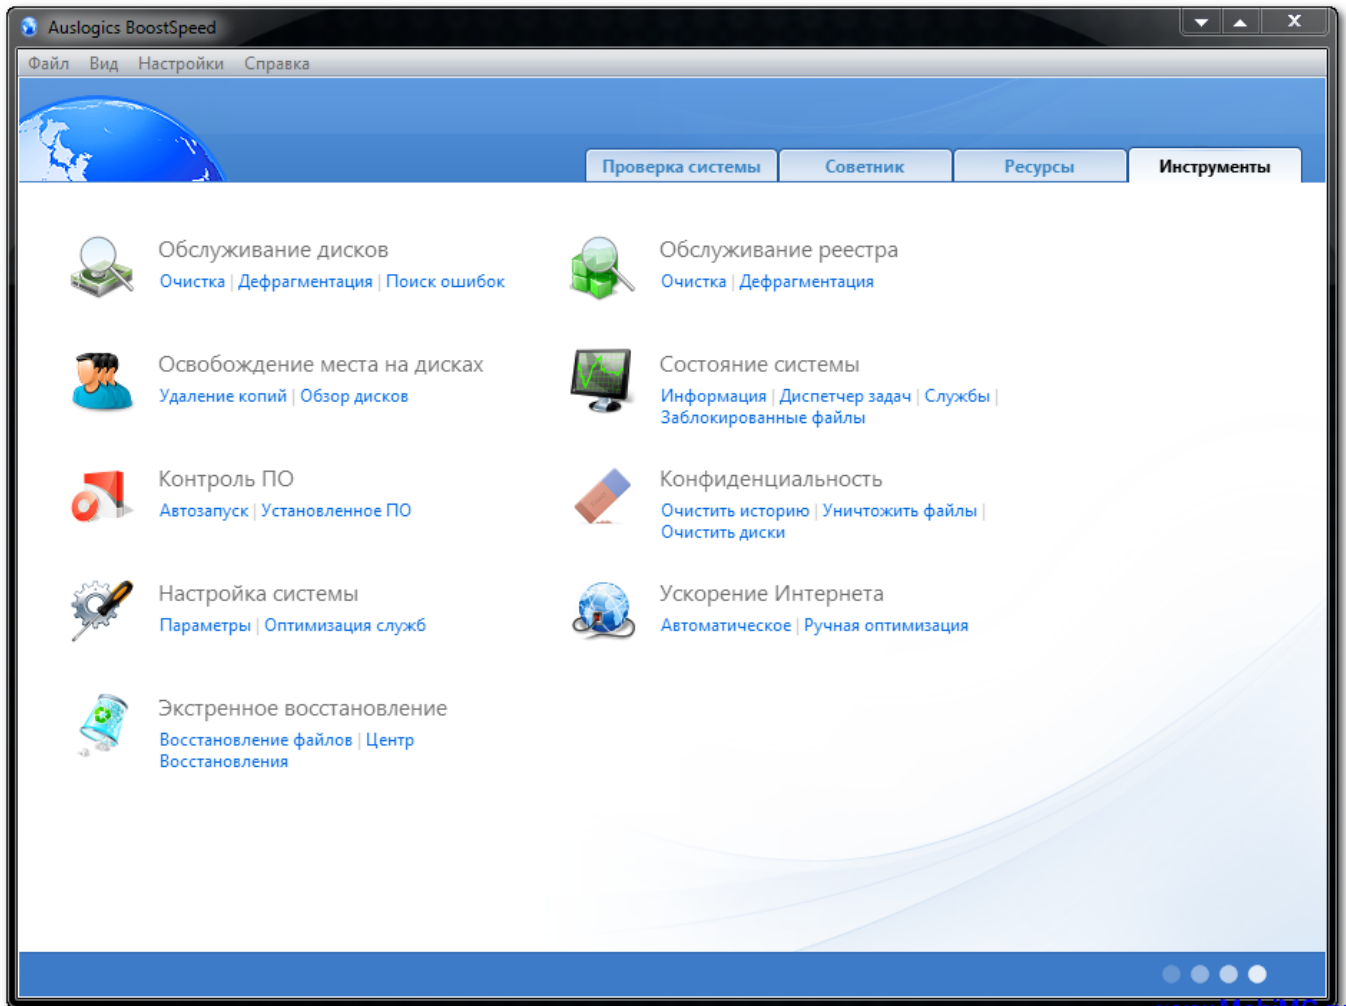 Auslogics BoostSpeed
Файл Вид Настройки Справка
Проверка системы Советник Ресурсы Инструменты
Обслуживание дисков
Очистка | Дефрагментация | Поиск ошибок
Обслуживание реестра
Очистка | Дефрагментация
Освобождение места на дисках
Удаление копий | Обзор дисков
Состояние системы
Информация | Диспетчер задач | Службы |
Заблокированные файлы
Контроль ПО
Автозапуск | Установленное ПО
Конфиденциальность
Очистить историю | Уничтожить файлы |
Очистить диски
Настройка системы
Параметры | Оптимизация служб
Ускорение Интернета
Автоматическое | Ручная оптимизация
Экстренное восстановление
Восстановление файлов | Центр
Восстановления